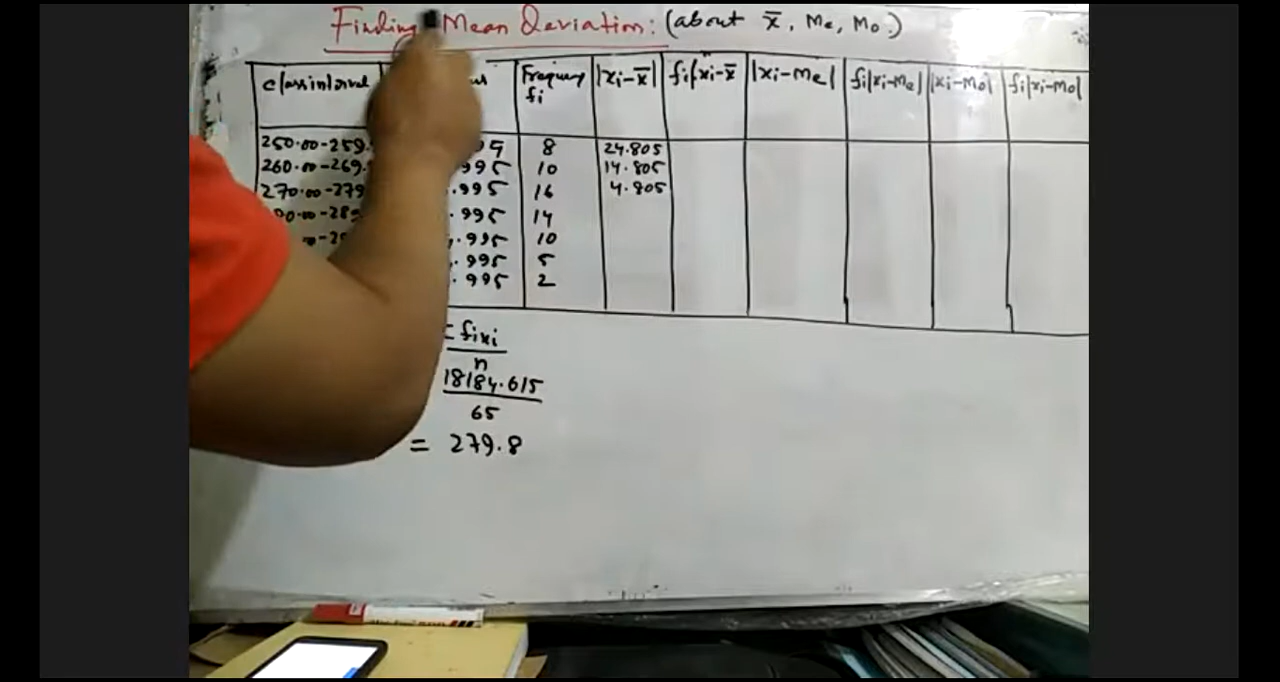 Finding Mean Deviation: (about x̄, Me, Mo.)
class interval Frequency fi |xi-x̄| fi|xi-x̄ |xi-Me| fi|xi-Me| |xi-Mo| fi|xi-Mo|
250.00-259. 8 24.805
260.00-269. 995 10 14.805
270.00-279 .995 16 4.805
.995 14
.995 10
.995 5
.995 2
fixi
n
18184.615
65
= 279.8